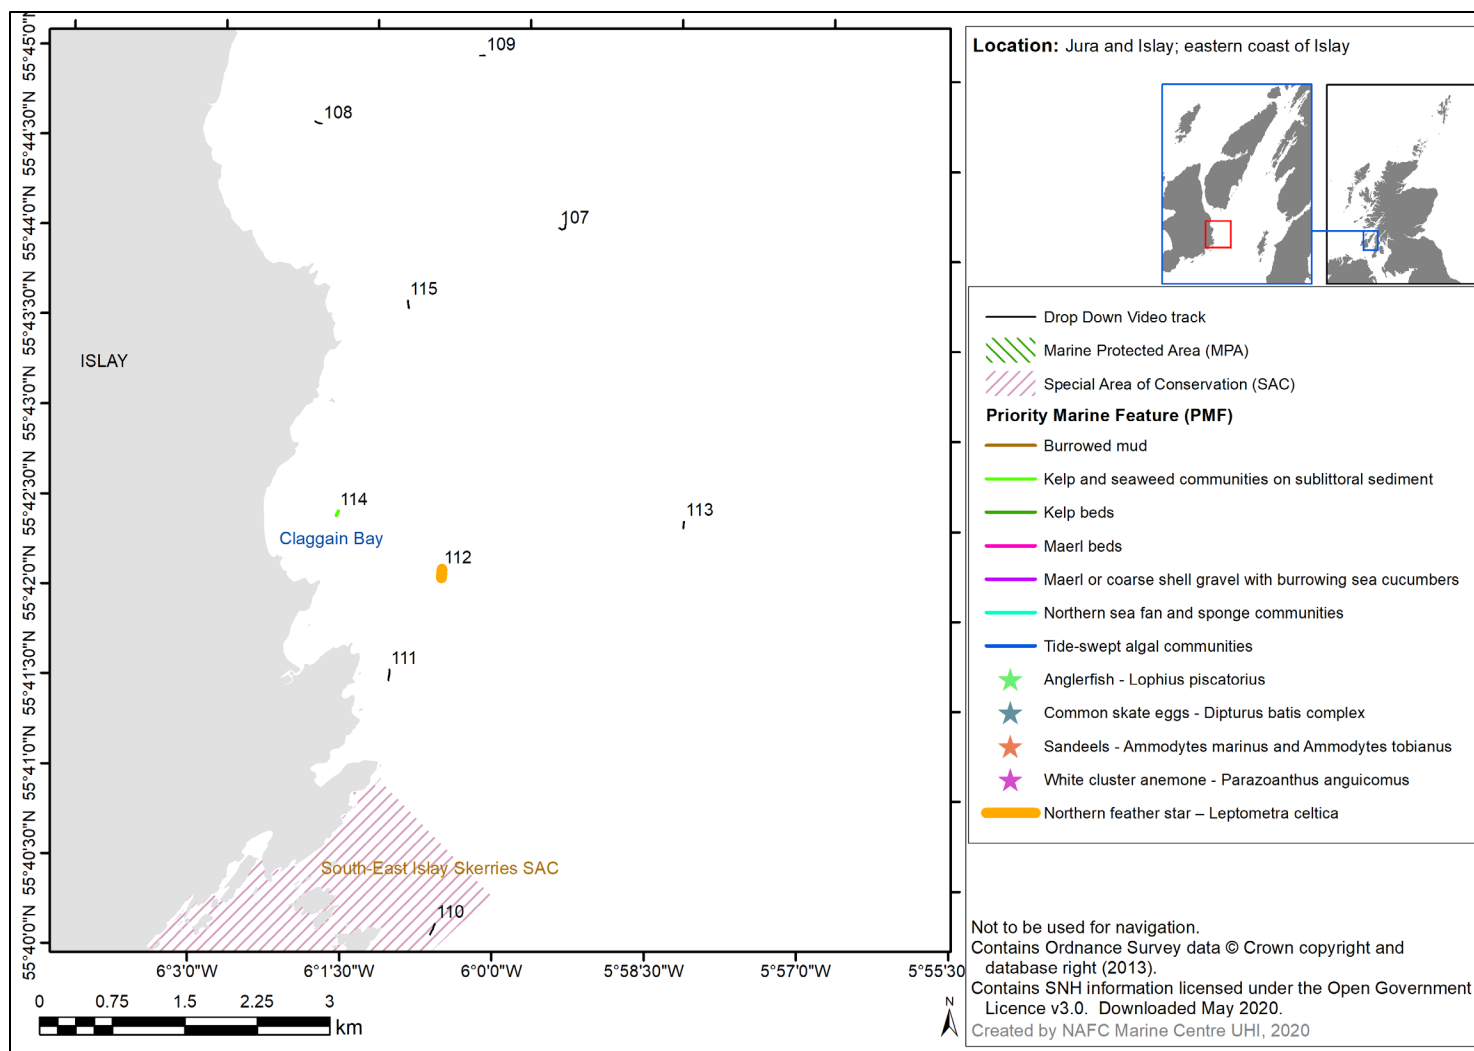 55°45'0"N
55°44'30"N
55°44'0"N
55°43'30"N
55°43'0"N
55°42'30"N
55°42'0"N
55°41'30"N
55°41'0"N
55°40'30"N
55°40'0"N
109
108
107
115
ISLAY
114
113
Claggain Bay
112
111
South-East Islay Skerries SAC
110
6°3'0"W
6°1'30"W
6°0'0"W
5°58'30"W
5°57'0"W
5°55'30
0
0.75
1.5
2.25
3
km
N
Location: Jura and Islay; eastern coast of Islay
Drop Down Video track
Marine Protected Area (MPA)
Special Area of Conservation (SAC)
Priority Marine Feature (PMF)
Burrowed mud
Kelp and seaweed communities on sublittoral sediment
Kelp beds
Maerl beds
Maerl or coarse shell gravel with burrowing sea cucumbers
Northern sea fan and sponge communities
Tide-swept algal communities
Anglerfish - Lophius piscatorius
Common skate eggs - Dipturus batis complex
Sandeels - Ammodytes marinus and Ammodytes tobianus
White cluster anemone - Parazoanthus anguicomus
Northern feather star – Leptometra celtica
Not to be used for navigation.
Contains Ordnance Survey data © Crown copyright and
database right (2013).
Contains SNH information licensed under the Open Government
Licence v3.0. Downloaded May 2020.
Created by NAFC Marine Centre UHI, 2020